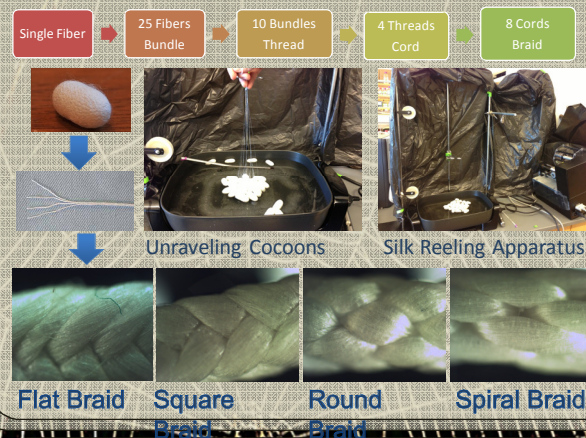 Single Fiber
25 Fibers
Bundle
10 Bundles
Thread
4 Threads
Cord
8 Cords
Braid
Unraveling Cocoons
Silk Reeling Apparatus
Flat Braid
Square
Braid
Round
Braid
Spiral Braid